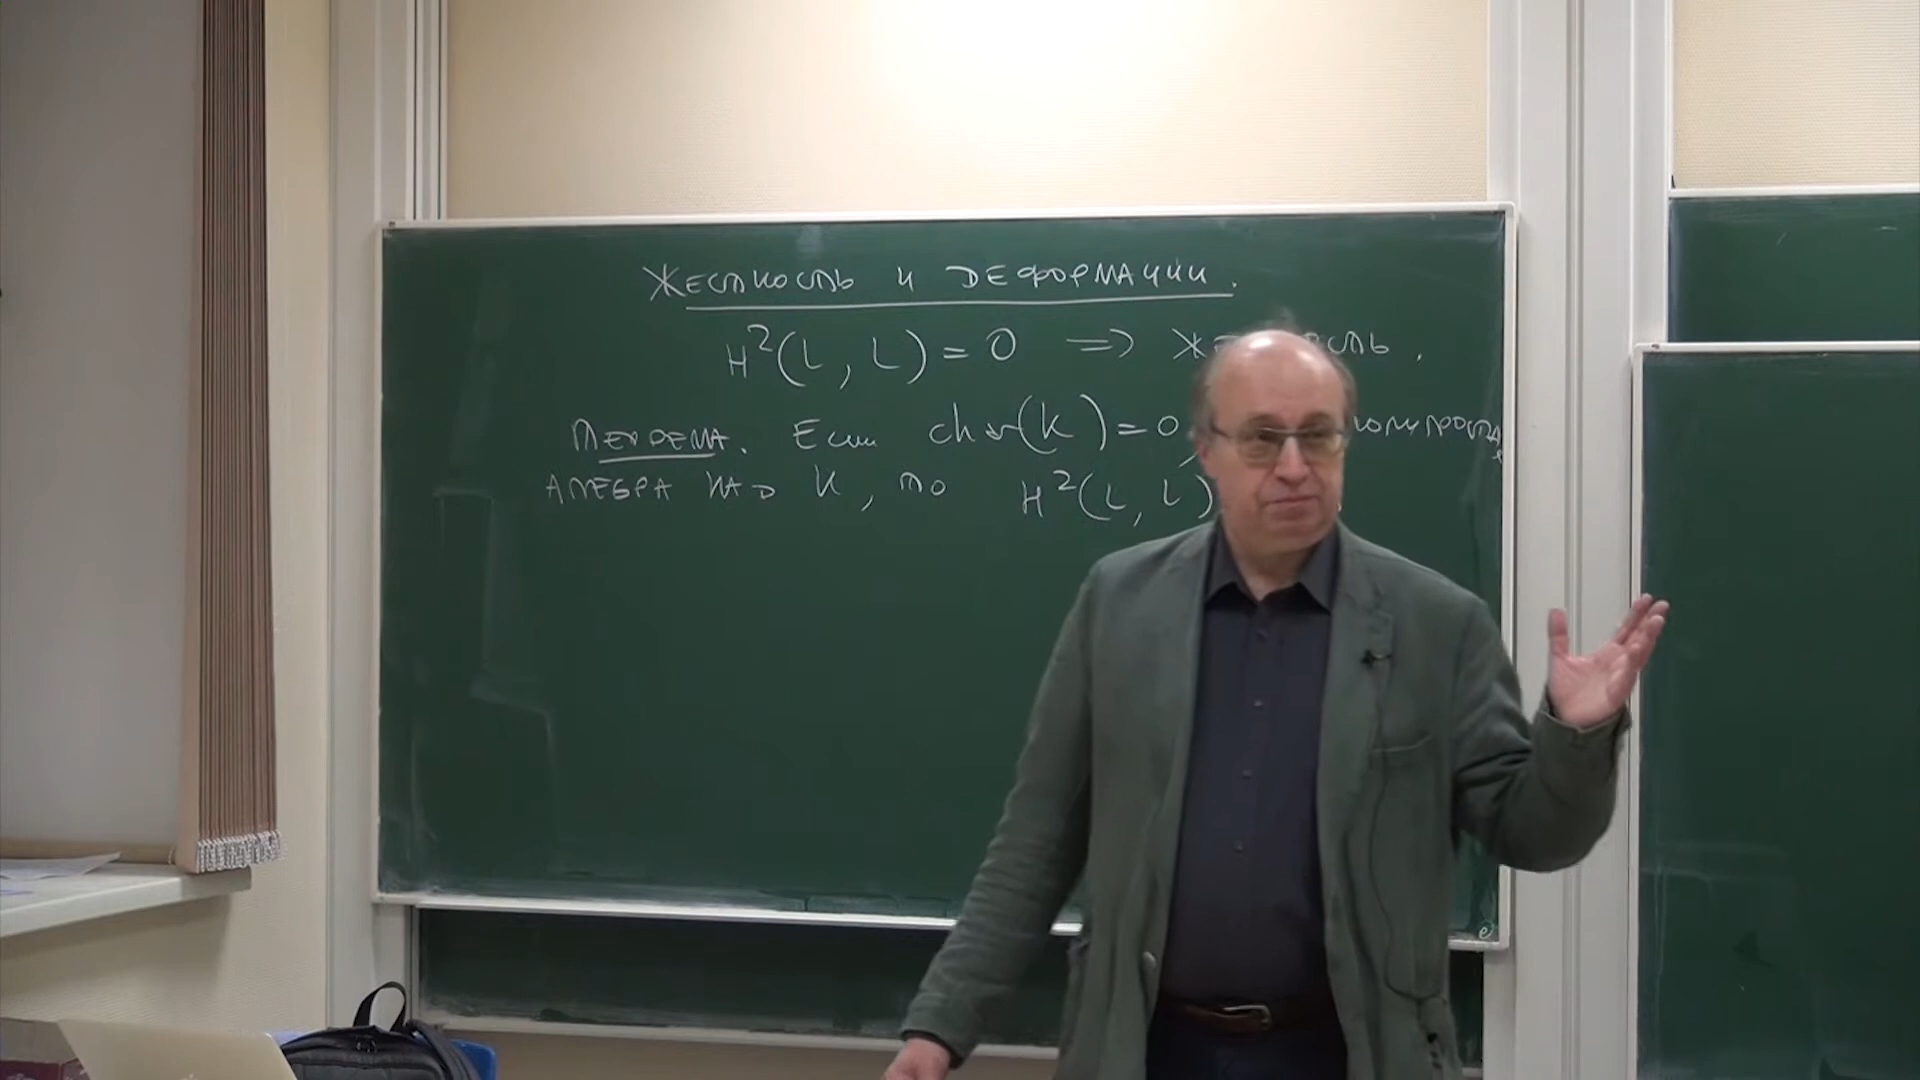 Жесткость и деформации.
H²(L, L) = 0 ⇒
Теорема. Если char(K) = 0,
алгебра над K, то H²(L, L)